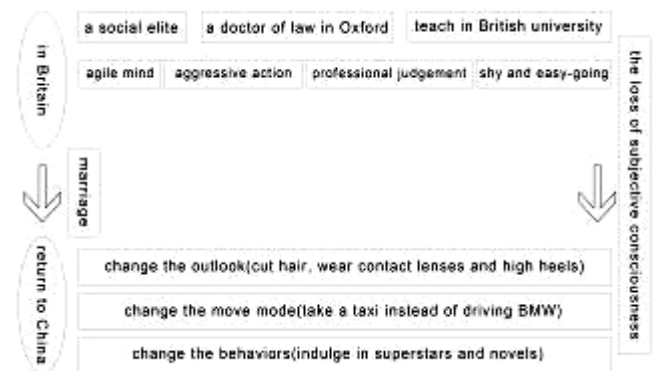 in Britain
a social elite
a doctor of law in Oxford
teach in British university
agile mind
aggressive action
professional judgement
shy and easy-going
the loss of subjective consciousness
marriage
return to China
change the outlook(cut hair, wear contact lenses and high heels)
change the move mode(take a taxi instead of driving BMW)
change the behaviors(indulge in superstars and novels)